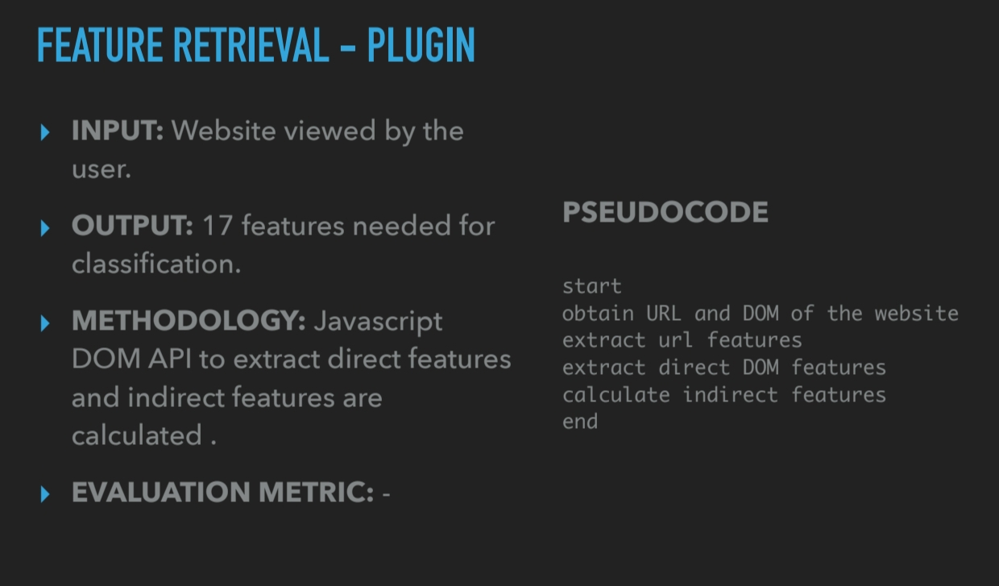 FEATURE RETRIEVAL - PLUGIN
INPUT: Website viewed by the
user.
OUTPUT: 17 features needed for
classification.
METHODOLOGY: Javascript
DOM API to extract direct features
and indirect features are
calculated .
EVALUATION METRIC: -
PSEUDOCODE
start
obtain URL and DOM of the website
extract url features
extract direct DOM features
calculate indirect features
end